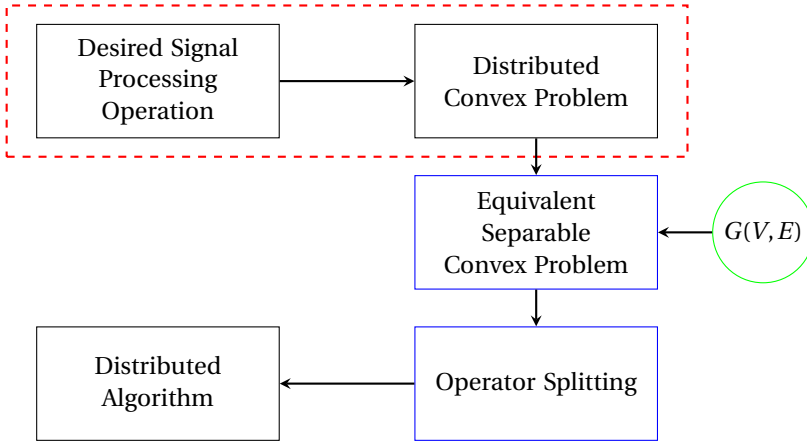 Desired Signal
Processing
Operation
Distributed
Convex Problem
Equivalent
Separable
Convex Problem
G(V, E)
Distributed
Algorithm
Operator Splitting